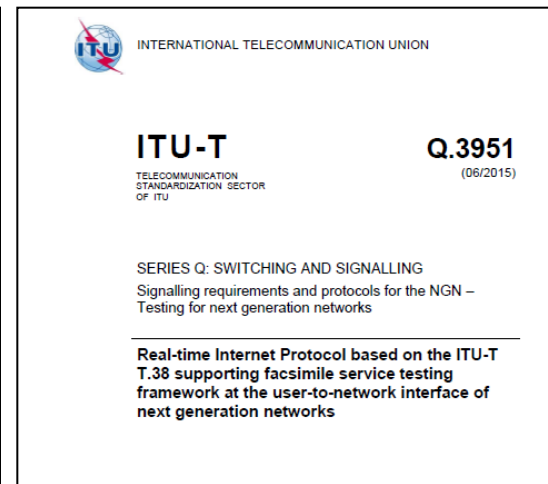 ITU
INTERNATIONAL TELECOMMUNICATION UNION
ITU-T
Q.3951
TELECOMMUNICATION
STANDARDIZATION SECTOR
OF ITU
(06/2015)
SERIES Q: SWITCHING AND SIGNALLING
Signalling requirements and protocols for the NGN –
Testing for next generation networks
Real-time Internet Protocol based on the ITU-T
T.38 supporting facsimile service testing
framework at the user-to-network interface of
next generation networks